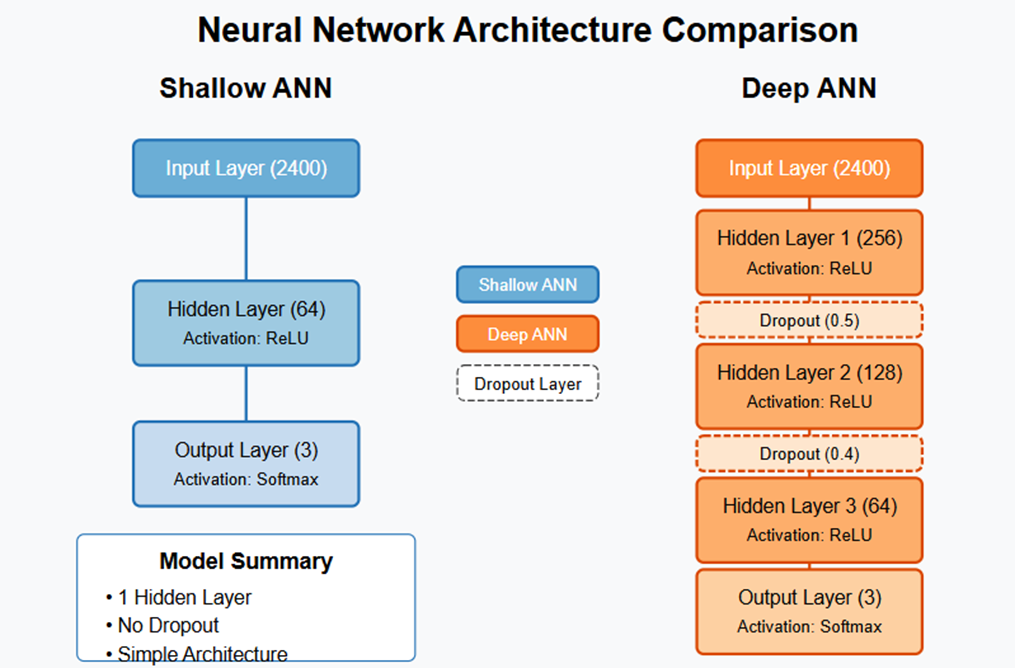 Neural Network Architecture Comparison
Shallow ANN
Input Layer (2400)
Hidden Layer (64)
Activation: ReLU
Output Layer (3)
Activation: Softmax
Model Summary
• 1 Hidden Layer
• No Dropout
• Simple Architecture
Shallow ANN
Deep ANN
Dropout Layer
Deep ANN
Input Layer (2400)
Hidden Layer 1 (256)
Activation: ReLU
Dropout (0.5)
Hidden Layer 2 (128)
Activation: ReLU
Dropout (0.4)
Hidden Layer 3 (64)
Activation: ReLU
Output Layer (3)
Activation: Softmax